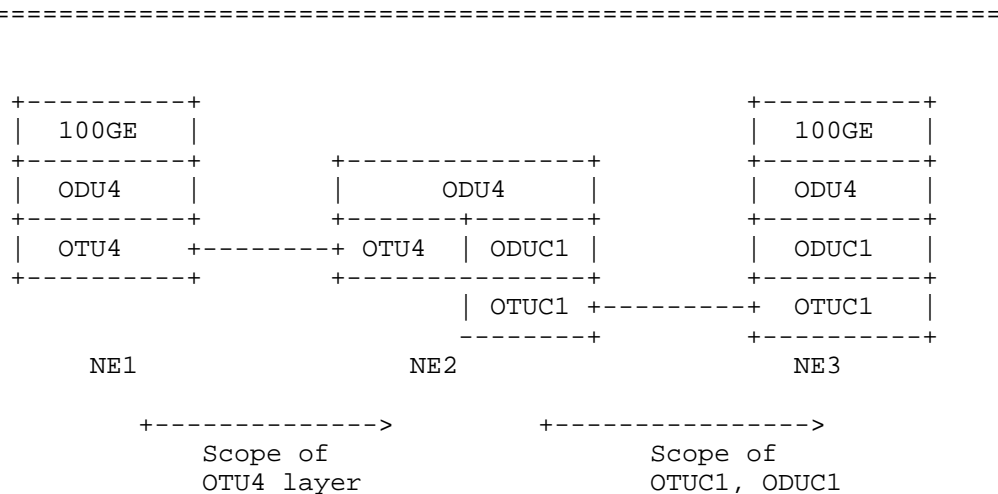 ==============================================================
+----------+                                  +----------+
|  100GE   |                                  |  100GE   |
+----------+        +---------------+         +----------+
|  ODU4    |        |     ODU4      |         |  ODU4    |
+----------+        +-------+-------+         +----------+
|  OTU4    +--------+ OTU4  | ODUC1 |         |  ODUC1   |
+----------+        +---------------+         +----------+
                            | OTUC1 +---------+  OTUC1   |
                            --------+         +----------+
     NE1                 NE2                     NE3
        +-------------->         +---------------->
            Scope of                    Scope of
            OTU4 layer                  OTUC1, ODUC1